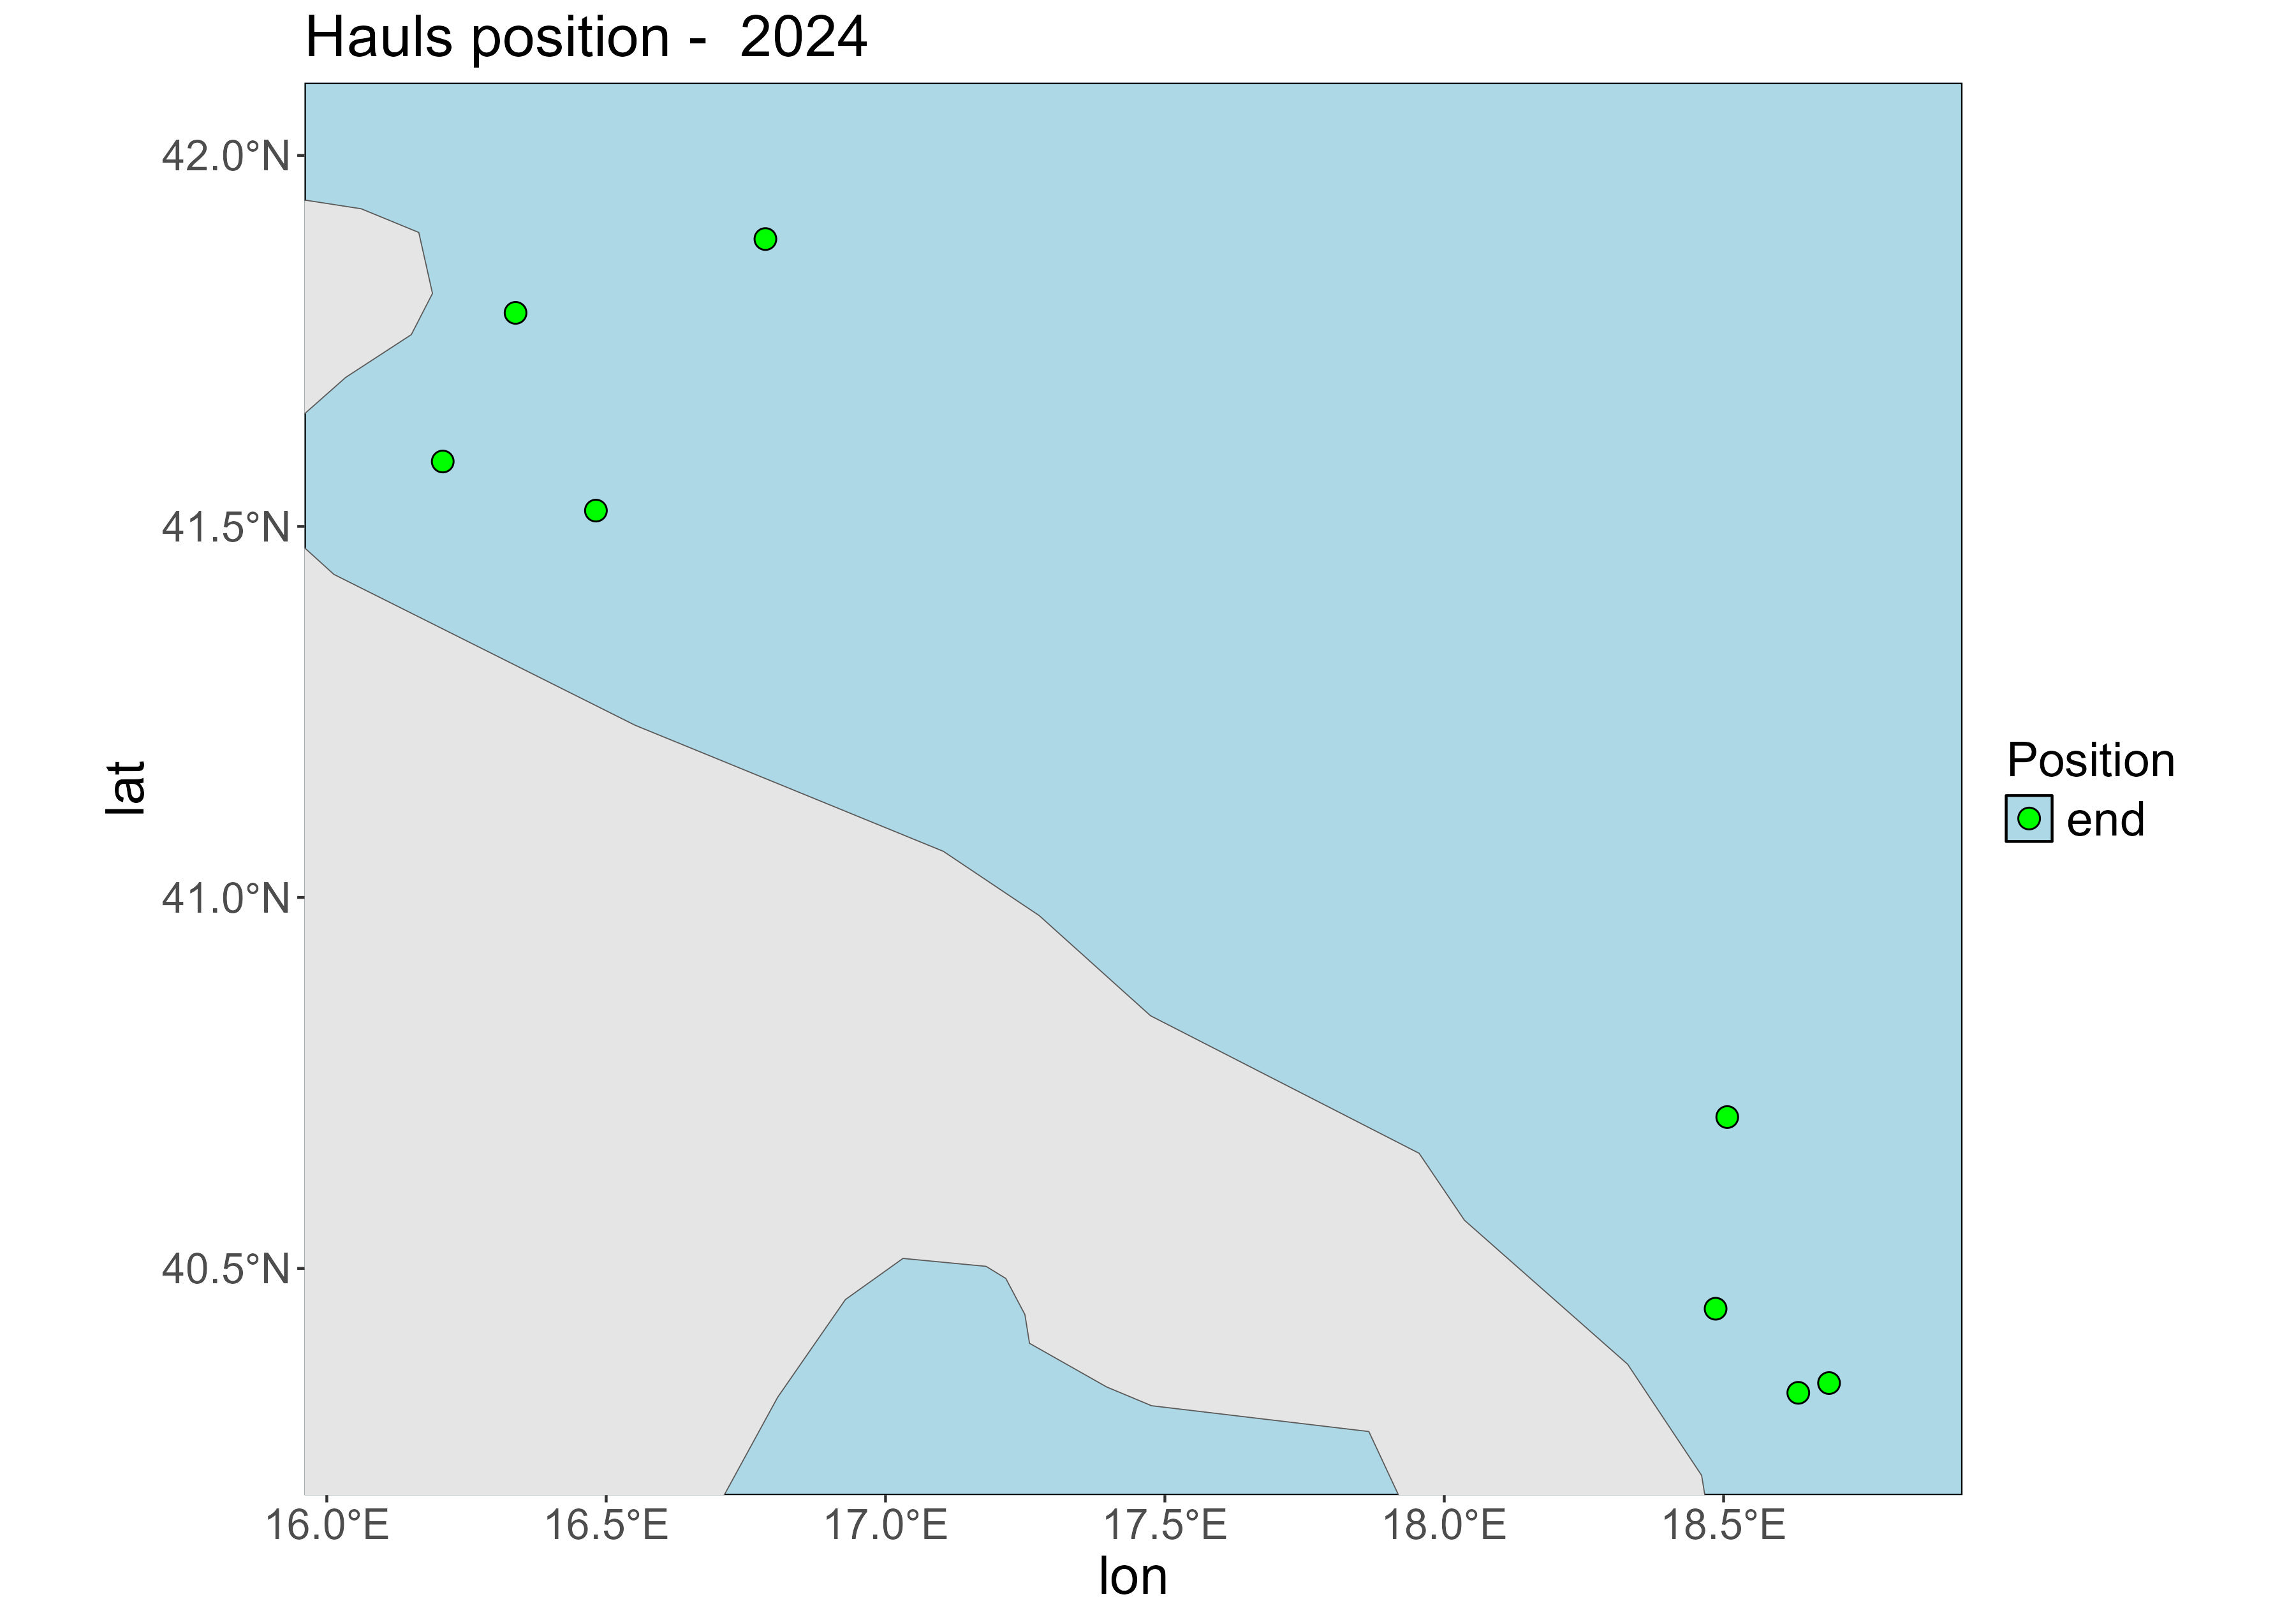 Hauls position -  2024
42.0°N
41.5°N
41.0°N
40.5°N
lat
16.0°E
16.5°E
17.0°E
17.5°E
18.0°E
18.5°E
lon
Position
end